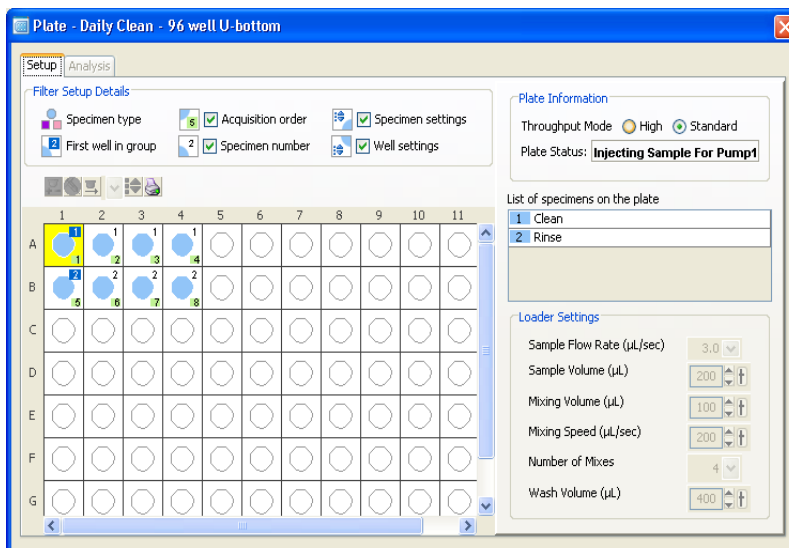 Plate - Daily Clean - 96 well U-bottom
Setup Analysis
Filter Setup Details
Specimen type 5 Acquisition order Specimen settings
2 First well in group 2 Specimen number Well settings
Plate Information
Throughput Mode High Standard
Plate Status: Injecting Sample For Pump1
List of specimens on the plate
1 Clean
2 Rinse
1 2 3 4 5 6 7 8 9 10 11
A 1 1 1 1
1 2 3 4
B 2 2 2 2
5 6 7 8
C
D
E
F
G
Loader Settings
Sample Flow Rate (µL/sec) 3.0
Sample Volume (µL) 200
Mixing Volume (µL) 100
Mixing Speed (µL/sec) 200
Number of Mixes 4
Wash Volume (µL) 400